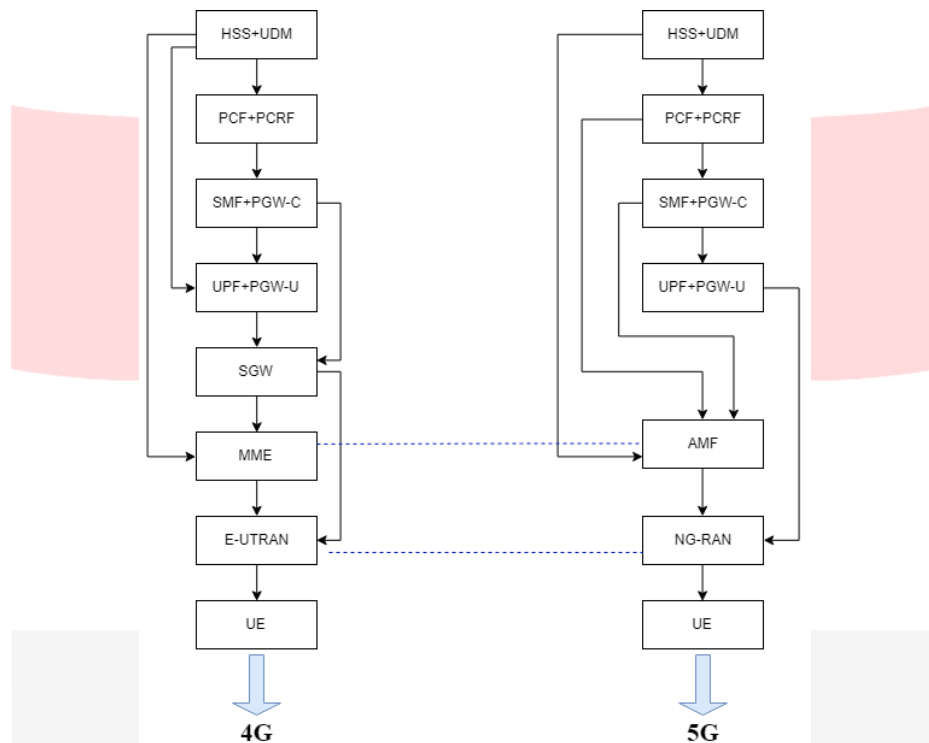 HSS+UDM
PCF+PCRF
SMF+PGW-C
UPF+PGW-U
SGW
MME
E-UTRAN
UE
4G
HSS+UDM
PCF+PCRF
SMF+PGW-C
UPF+PGW-U
AMF
NG-RAN
UE
5G